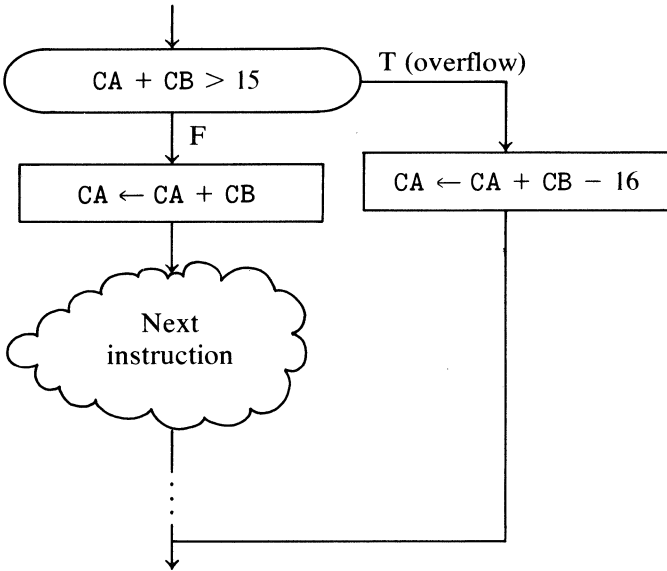 CA + CB > 15
T (overflow)
F
CA ← CA + CB
CA ← CA + CB − 16
Next
instruction